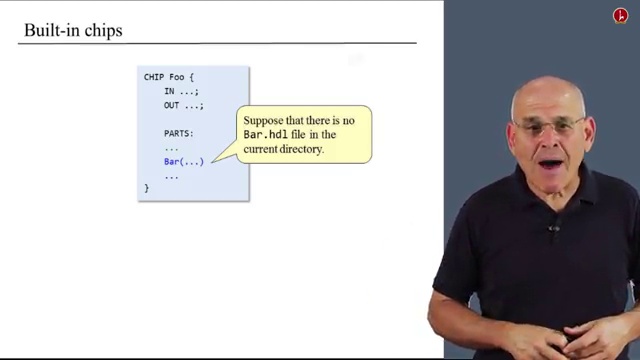 Built-in chips
CHIP Foo {
IN ...;
OUT ...;
PARTS:
...
Bar(...)
...
}
Suppose that there is no
Bar.hdl file in the
current directory.